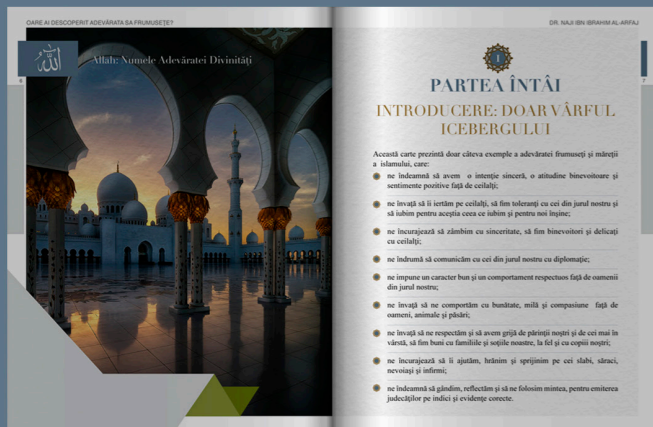 OARE AI DESCOPERIT ADEVĂRATA SA FRUMUSEȚE?
الله
Allah: Numele Adevăratei Divinități
6
DR. NAJI IBN IBRAHIM AL-ARFAJ
7
I
PARTEA ÎNTÂI
INTRODUCERE: DOAR VÂRFUL
ICEBERGULUI
Această carte prezintă doar câteva exemple a adevăratei frumuseți și măreții
a islamului, care:
ne îndeamnă să avem o intenție sinceră, o atitudine binevoitoare și
sentimente pozitive față de ceilalți;
ne învață să îi iertăm pe ceilalți, să fim toleranți cu cei din jurul nostru și
să iubim pentru aceștia ceea ce iubim și pentru noi înșine;
ne încurajează să zâmbim cu sinceritate, să fim binevoitori și delicați
cu ceilalți;
ne îndrumă să comunicăm cu cei din jurul nostru cu diplomație;
ne impune un caracter bun și un comportament respectuos față de oamenii
din jurul nostru;
ne învață să ne comportăm cu bunătate, milă și compasiune față de
oameni, animale și păsări;
ne învață să ne respectăm și să avem grijă de părinții noștri și de cei mai în
vârstă, să fim buni cu familiile și soțiile noastre, la fel și cu copiii noștri;
ne încurajează să îi ajutăm, hrănim și sprijinim pe cei slabi, săraci,
nevoiași și infirmi;
ne îndeamnă să gândim, reflectăm și să ne folosim mintea, pentru emiterea
judecăților pe indici și evidențe corecte.